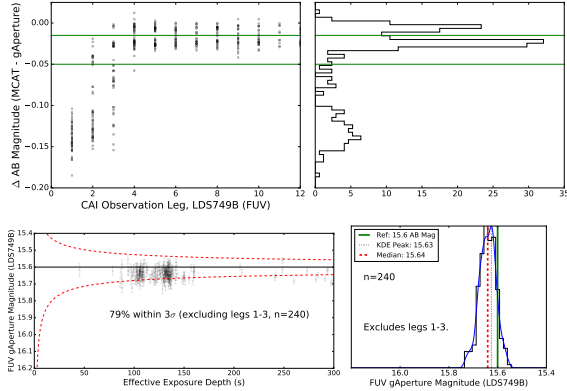 Δ AB Magnitude (MCAT - gAperture)
0.00
−0.05
−0.10
−0.15
−0.20
0 2 4 6 8 10 12
CAI Observation Leg, LDS749B (FUV)
0 5 10 15 20 25 30 35
FUV gAperture Magnitude (LDS749B)
15.4
15.5
15.6
15.7
15.8
15.9
16.0
16.1
16.2
79% within 3σ (excluding legs 1-3, n=240)
50 100 150 200 250 300
Effective Exposure Depth (s)
Ref: 15.6 AB Mag
KDE Peak: 15.63
Median: 15.64
n=240
Excludes legs 1-3.
16.0 15.8 15.6 15.4
FUV gAperture Magnitude (LDS749B)